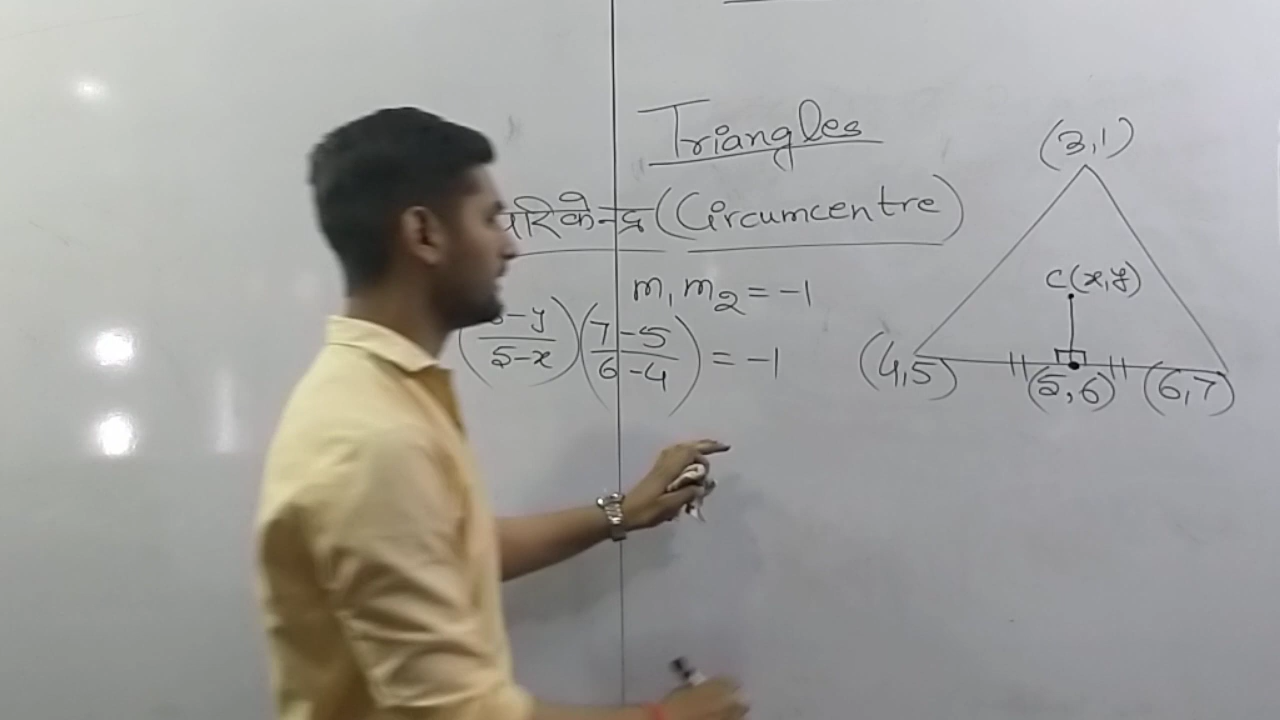 Triangles
परिकेन्द्र (Circumcentre)
m₁ m₂ = -1
-y
5-x
(7-5
6-4) = -1
(3,1)
C(x,y)
(4,5) (5,6) (6,7)